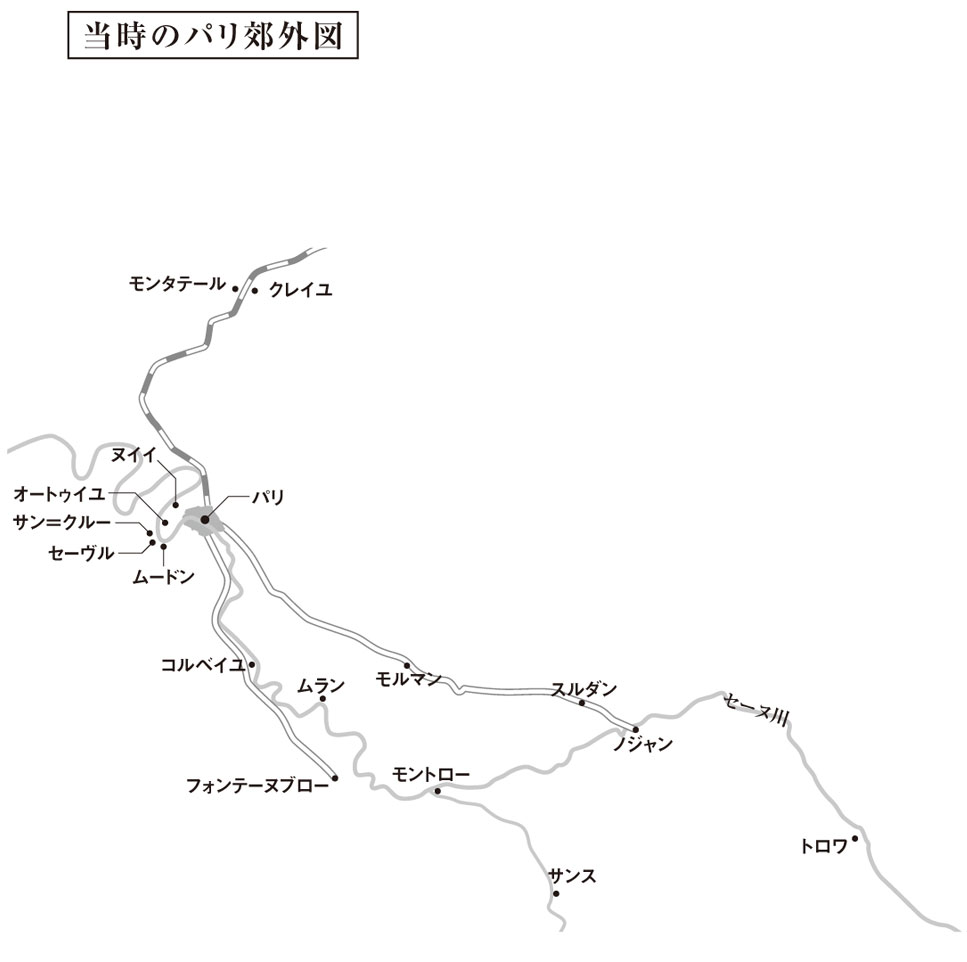 当時のパリ郊外図
モンタテール
クレイユ
ヌイイ
オートゥイユ
パリ
サン=クルー
セーヴル
ムードン
コルベイユ
モルマン
ムラン
スルダン
セーヌ川
ノジャン
モントロー
フォンテーヌブロー
トロワ
サンス